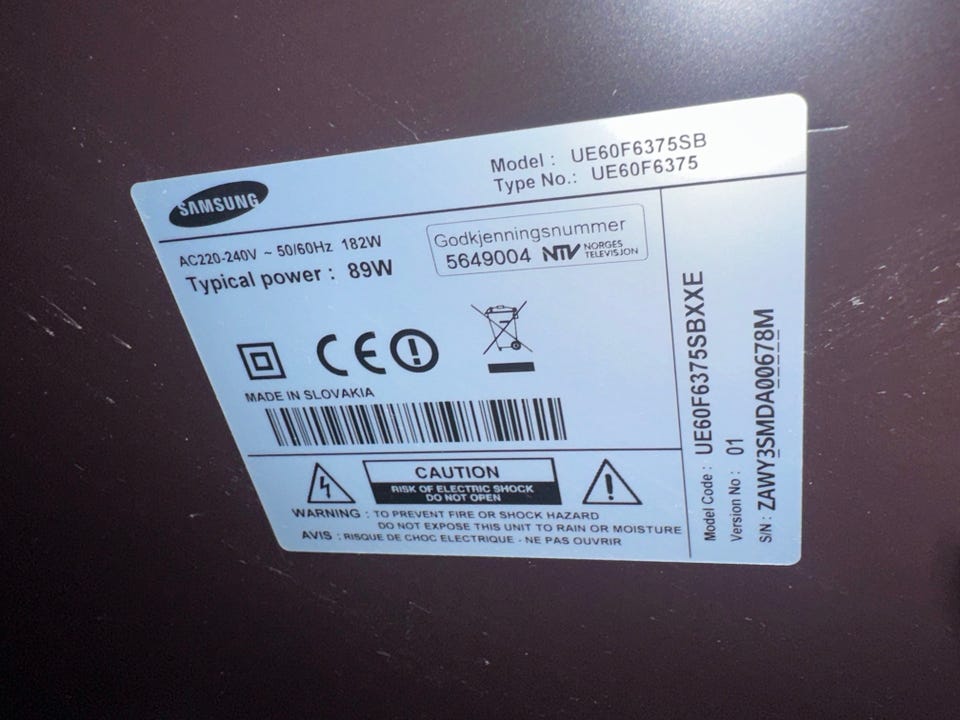 SAMSUNG
Model : UE60F6375SB
Type No.: UE60F6375
AC220-240V ~ 50/60Hz 182W
Typical power : 89W
Godkjenningsnummer
5649004 NTV NORGES TELEVISJON
CE
MADE IN SLOVAKIA
CAUTION
RISK OF ELECTRIC SHOCK
DO NOT OPEN
WARNING : TO PREVENT FIRE OR SHOCK HAZARD
DO NOT EXPOSE THIS UNIT TO RAIN OR MOISTURE
AVIS : RISQUE DE CHOC ELECTRIQUE - NE PAS OUVRIR
Model Code : UE60F6375SBXXE
Version No : 01
S/N : ZAWY3SMDA00678M